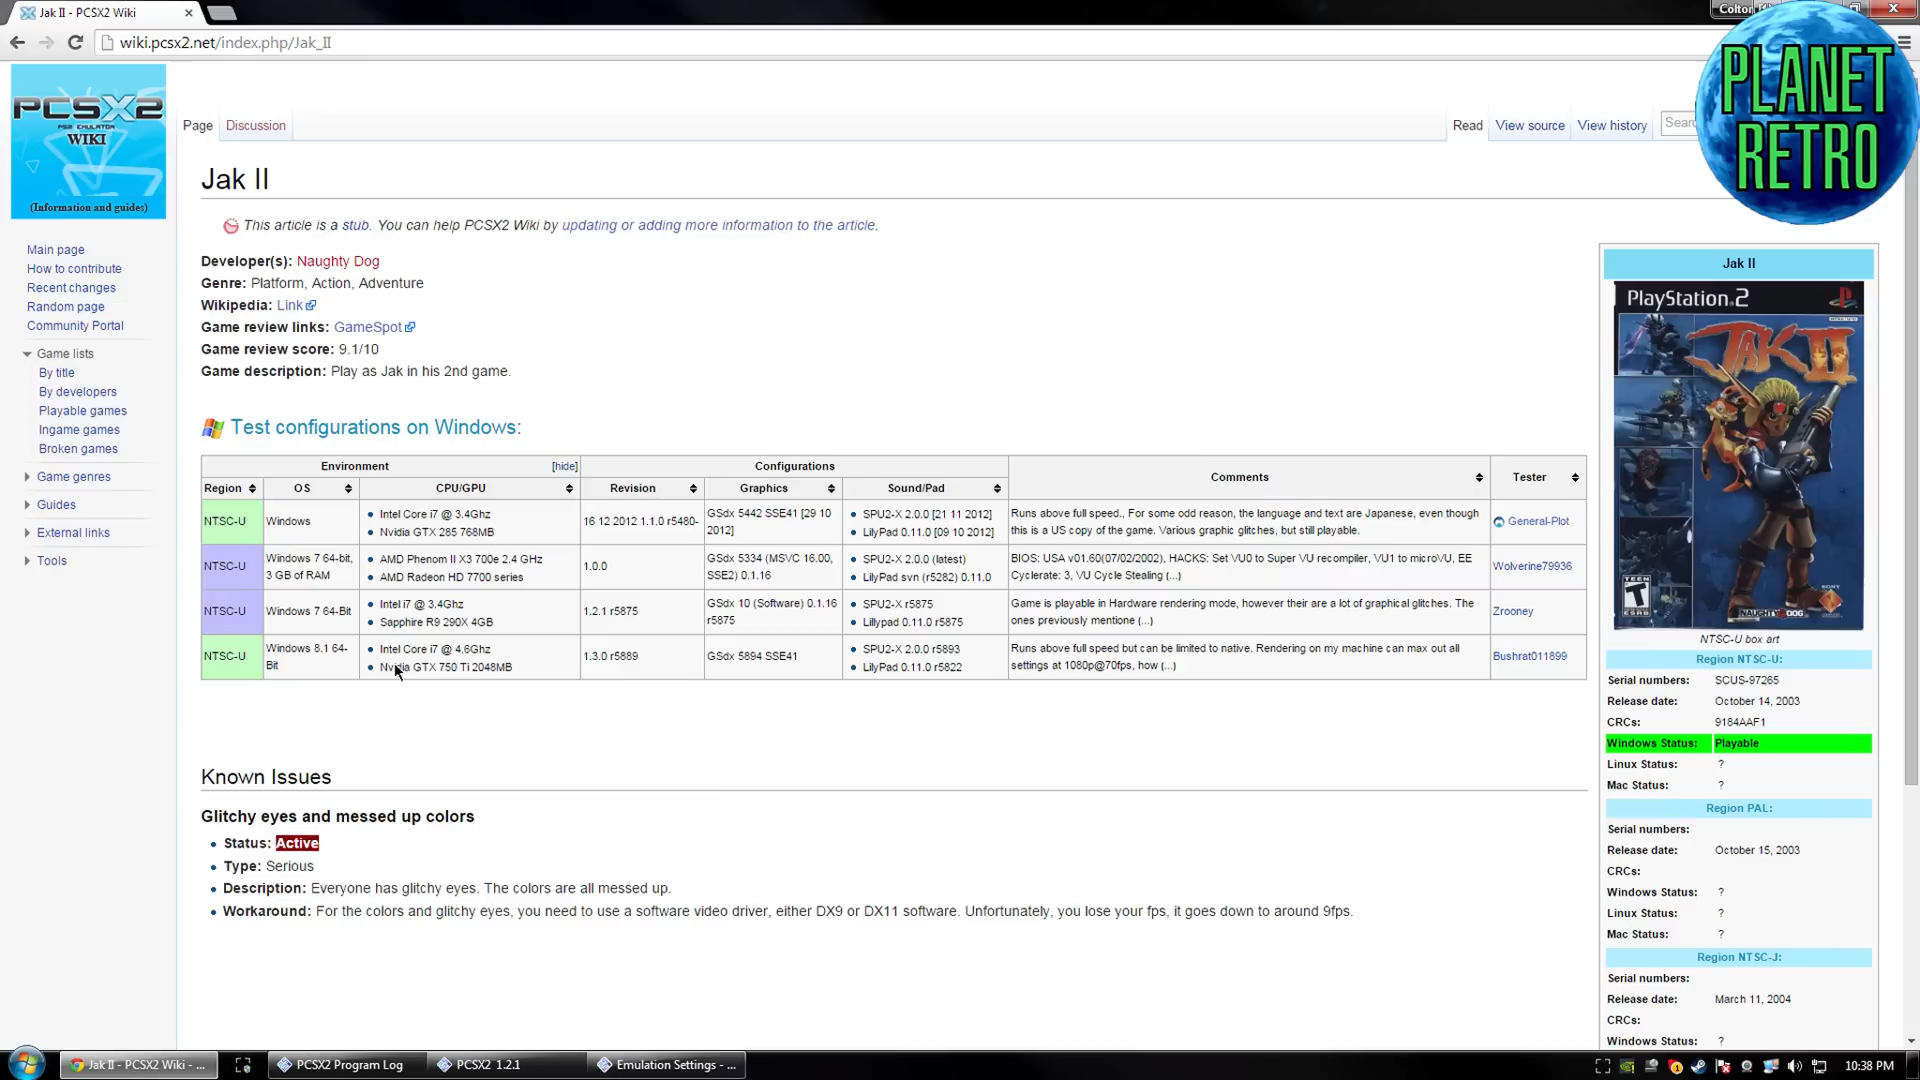 Jak II - PCSX2 Wiki
Colton
wiki.pcsx2.net/index.php/Jak_II
PLANET
RETRO
PCSX2
PS2 EMULATOR
WIKI
(Information and guides)
Page
Discussion
Read
View source
View history
Searc
Main page
How to contribute
Recent changes
Random page
Community Portal
Game lists
By title
By developers
Playable games
Ingame games
Broken games
Game genres
Guides
External links
Tools
Jak II
This article is a stub. You can help PCSX2 Wiki by updating or adding more information to the article.
Developer(s): Naughty Dog
Genre: Platform, Action, Adventure
Wikipedia: Link
Game review links: GameSpot
Game review score: 9.1/10
Game description: Play as Jak in his 2nd game.
Test configurations on Windows:
Environment [hide] Configurations Comments Tester
Region OS CPU/GPU Revision Graphics Sound/Pad
NTSC-U Windows Intel Core i7 @ 3.4Ghz 16 12 2012 1.1.0 r5480- GSdx 5442 SSE41 [29 10 SPU2-X 2.0.0 [21 11 2012] Runs above full speed., For some odd reason, the language and text are Japanese, even though General-Plot
Nvidia GTX 285 768MB 2012] LilyPad 0.11.0 [09 10 2012] this is a US copy of the game. Various graphic glitches, but still playable.
NTSC-U Windows 7 64-bit, AMD Phenom II X3 700e 2.4 GHz 1.0.0 GSdx 5334 (MSVC 16.00, SPU2-X 2.0.0 (latest) BIOS: USA v01.60(07/02/2002), HACKS: Set VU0 to Super VU recompiler, VU1 to microVU, EE Wolverine79936
3 GB of RAM AMD Radeon HD 7700 series SSE2) 0.1.16 LilyPad svn (r5282) 0.11.0 Cyclerate: 3, VU Cycle Stealing (...)
NTSC-U Windows 7 64-Bit Intel i7 @ 3.4Ghz 1.2.1 r5875 GSdx 10 (Software) 0.1.16 SPU2-X r5875 Game is playable in Hardware rendering mode, however their are a lot of graphical glitches. The Zrooney
Sapphire R9 290X 4GB r5875 Lillypad 0.11.0 r5875 ones previously mentione (...)
NTSC-U Windows 8.1 64- Intel Core i7 @ 4.6Ghz 1.3.0 r5889 GSdx 5894 SSE41 SPU2-X 2.0.0 r5893 Runs above full speed but can be limited to native. Rendering on my machine can max out all Bushrat011899
Bit Nvidia GTX 750 Ti 2048MB LilyPad 0.11.0 r5822 settings at 1080p@70fps, how (...)
Known Issues
Glitchy eyes and messed up colors
Status: Active
Type: Serious
Description: Everyone has glitchy eyes. The colors are all messed up.
Workaround: For the colors and glitchy eyes, you need to use a software video driver, either DX9 or DX11 software. Unfortunately, you lose your fps, it goes down to around 9fps.
Jak II
PlayStation 2
JAK II
TEEN
NAUGHTY DOG
NTSC-U box art
Region NTSC-U:
Serial numbers: SCUS-97265
Release date: October 14, 2003
CRCs: 9184AAF1
Windows Status: Playable
Linux Status: ?
Mac Status: ?
Region PAL:
Serial numbers:
Release date: October 15, 2003
CRCs:
Windows Status: ?
Linux Status: ?
Mac Status: ?
Region NTSC-J:
Serial numbers:
Release date: March 11, 2004
CRCs:
Windows Status: ?
Jak II - PCSX2 Wiki - ...
PCSX2 Program Log
PCSX2 1.2.1
Emulation Settings - ...
10:38 PM